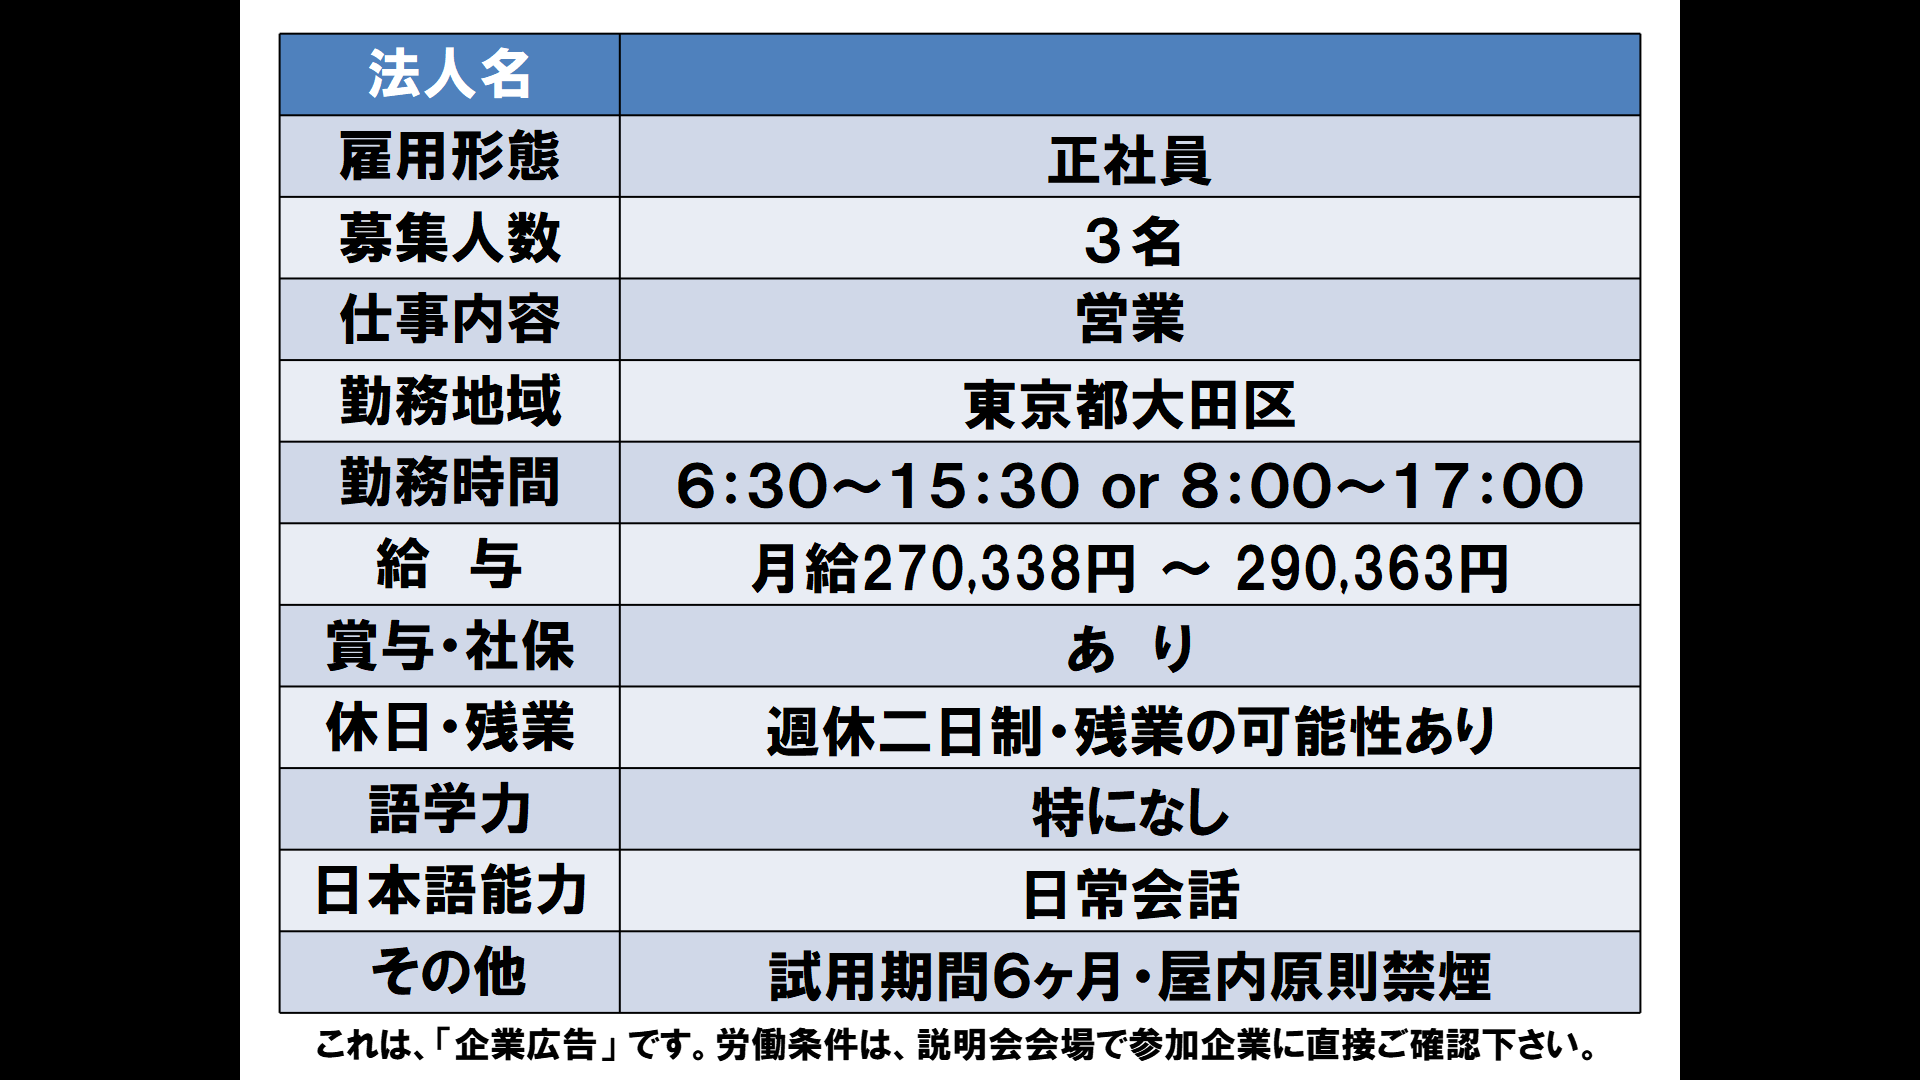 法人名
雇用形態 正社員
募集人数 3名
仕事内容 営業
勤務地域 東京都大田区
勤務時間 6:30～15:30 or 8:00～17:00
給　与 月給270,338円 ～ 290,363円
賞与・社保 あ り
休日・残業 週休二日制・残業の可能性あり
語学力 特になし
日本語能力 日常会話
その他 試用期間6ヶ月・屋内原則禁煙
これは、「企業広告」です。労働条件は、説明会会場で参加企業に直接ご確認下さい。